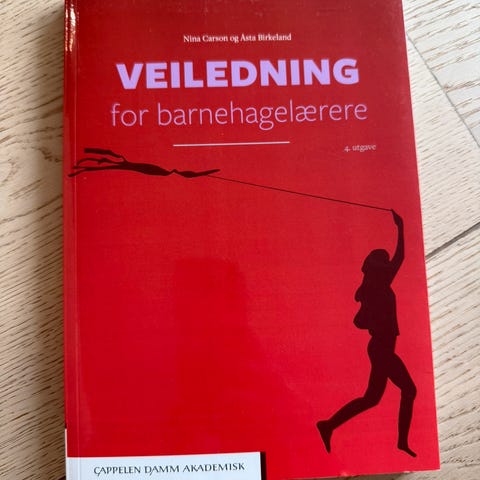 Nina Carson og Åsta Birkeland
VEILEDNING
for barnehagelærere
4. utgave
CAPPELEN DAMM AKADEMISK